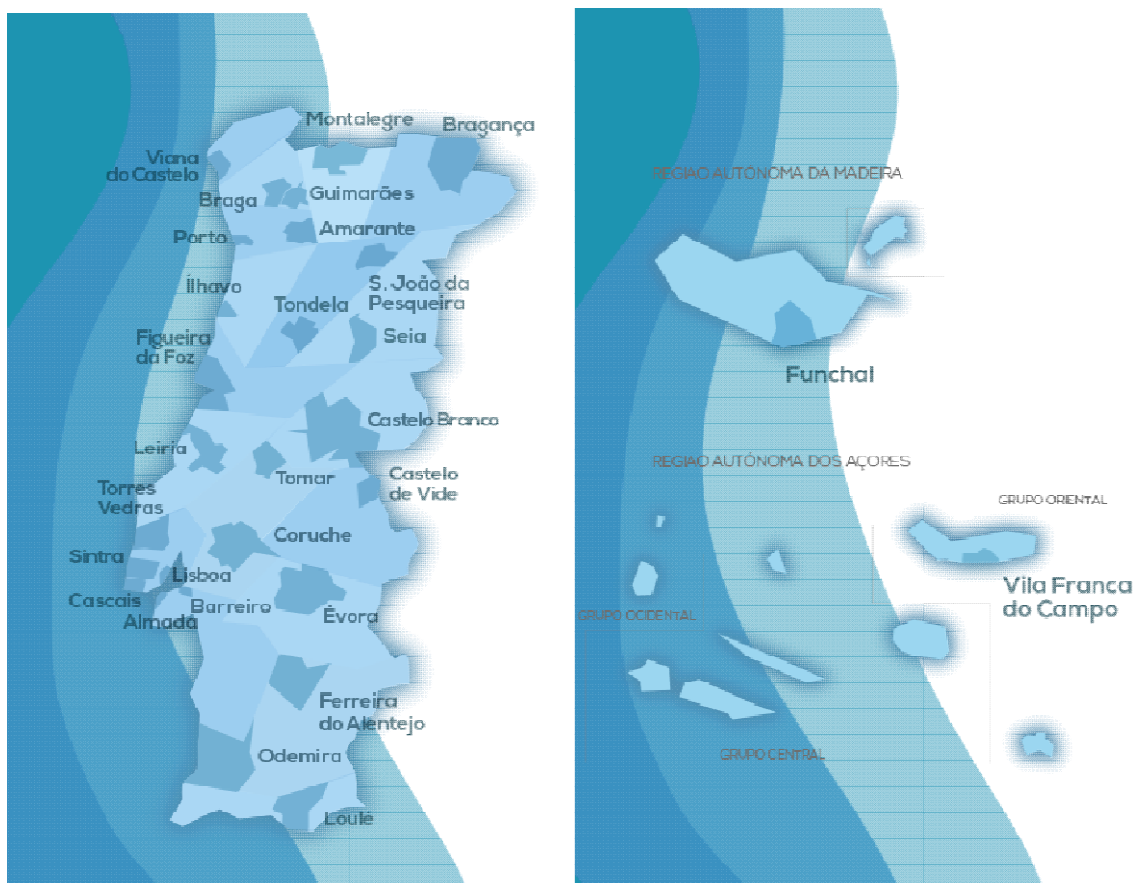 Montalegre
Bragança
Viana
do Castelo
Braga
Guimarães
Porto
Amarante
Ílhavo
S. João da
Pesqueira
Tondela
Figueira
da Foz
Seia
Castelo Branco
Leiria
Tomar
Castelo
de Vide
Torres
Vedras
Coruche
Sintra
Lisboa
Cascais
Barreiro
Almada
Évora
Ferreira
do Alentejo
Odemira
Loulé
REGIAO AUTÓNOMA DA MADEIRA
Funchal
REGIAO AUTÓNOMA DOS AÇORES
GRUPO ORIENTAL
Vila Franca
do Campo
GRUPO OCIDENTAL
GRUPO CENTRAL